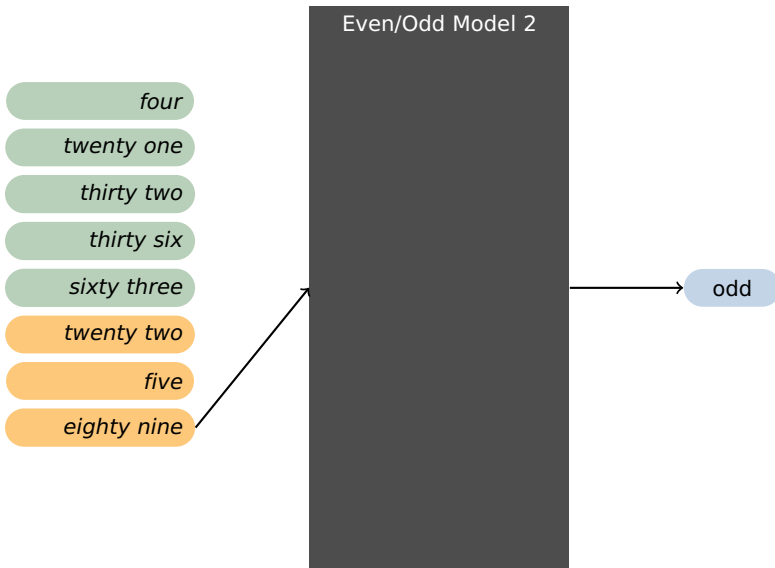 Even/Odd Model 2
four
twenty one
thirty two
thirty six
sixty three
twenty two
five
eighty nine
odd